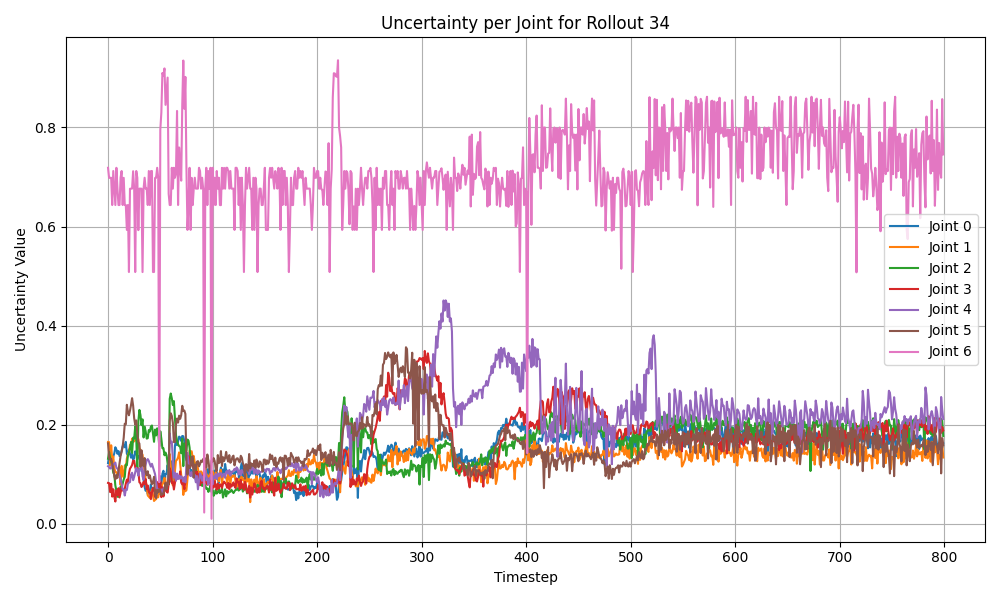 Uncertainty per Joint for Rollout 34
Uncertainty Value
0.8
0.6
0.4
0.2
0.0
Joint 0
Joint 1
Joint 2
Joint 3
Joint 4
Joint 5
Joint 6
0 100 200 300 400 500 600 700 800
Timestep